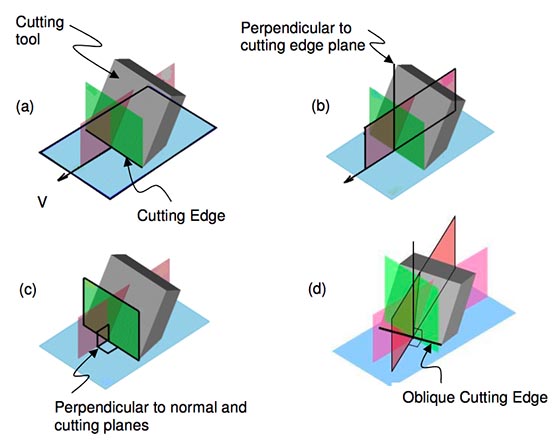 Cutting
tool
(a)
V
Cutting Edge
Perpendicular to
cutting edge plane
(b)
(c)
Perpendicular to normal and
cutting planes
(d)
Oblique Cutting Edge